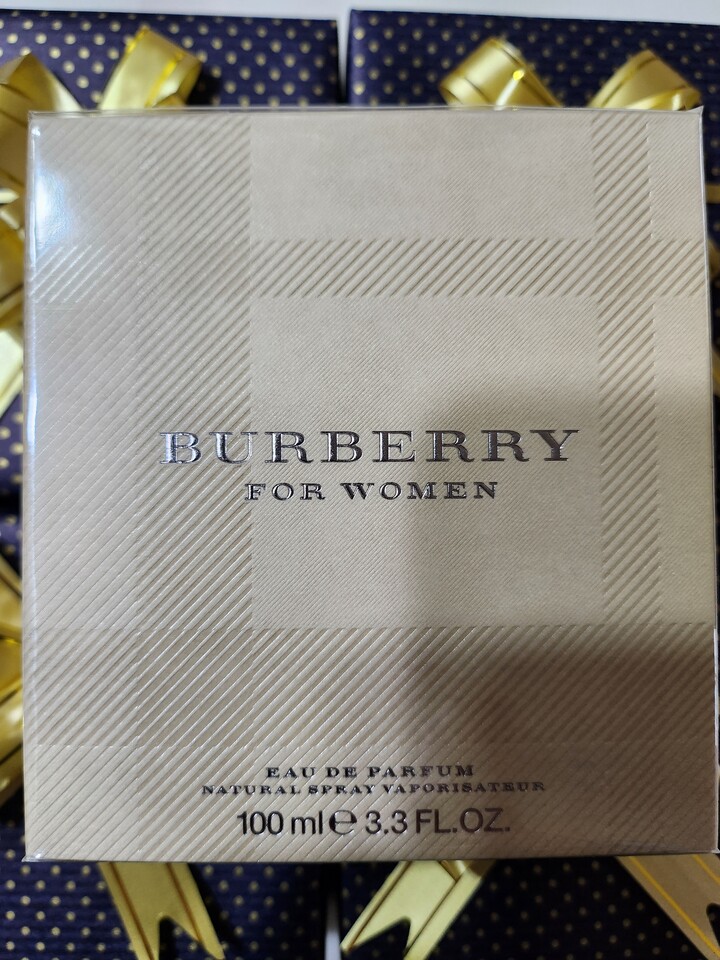 BURBERRY
FOR WOMEN
EAU DE PARFUM
NATURAL SPRAY VAPORISATEUR
100 ml ℮ 3.3 FL.OZ.